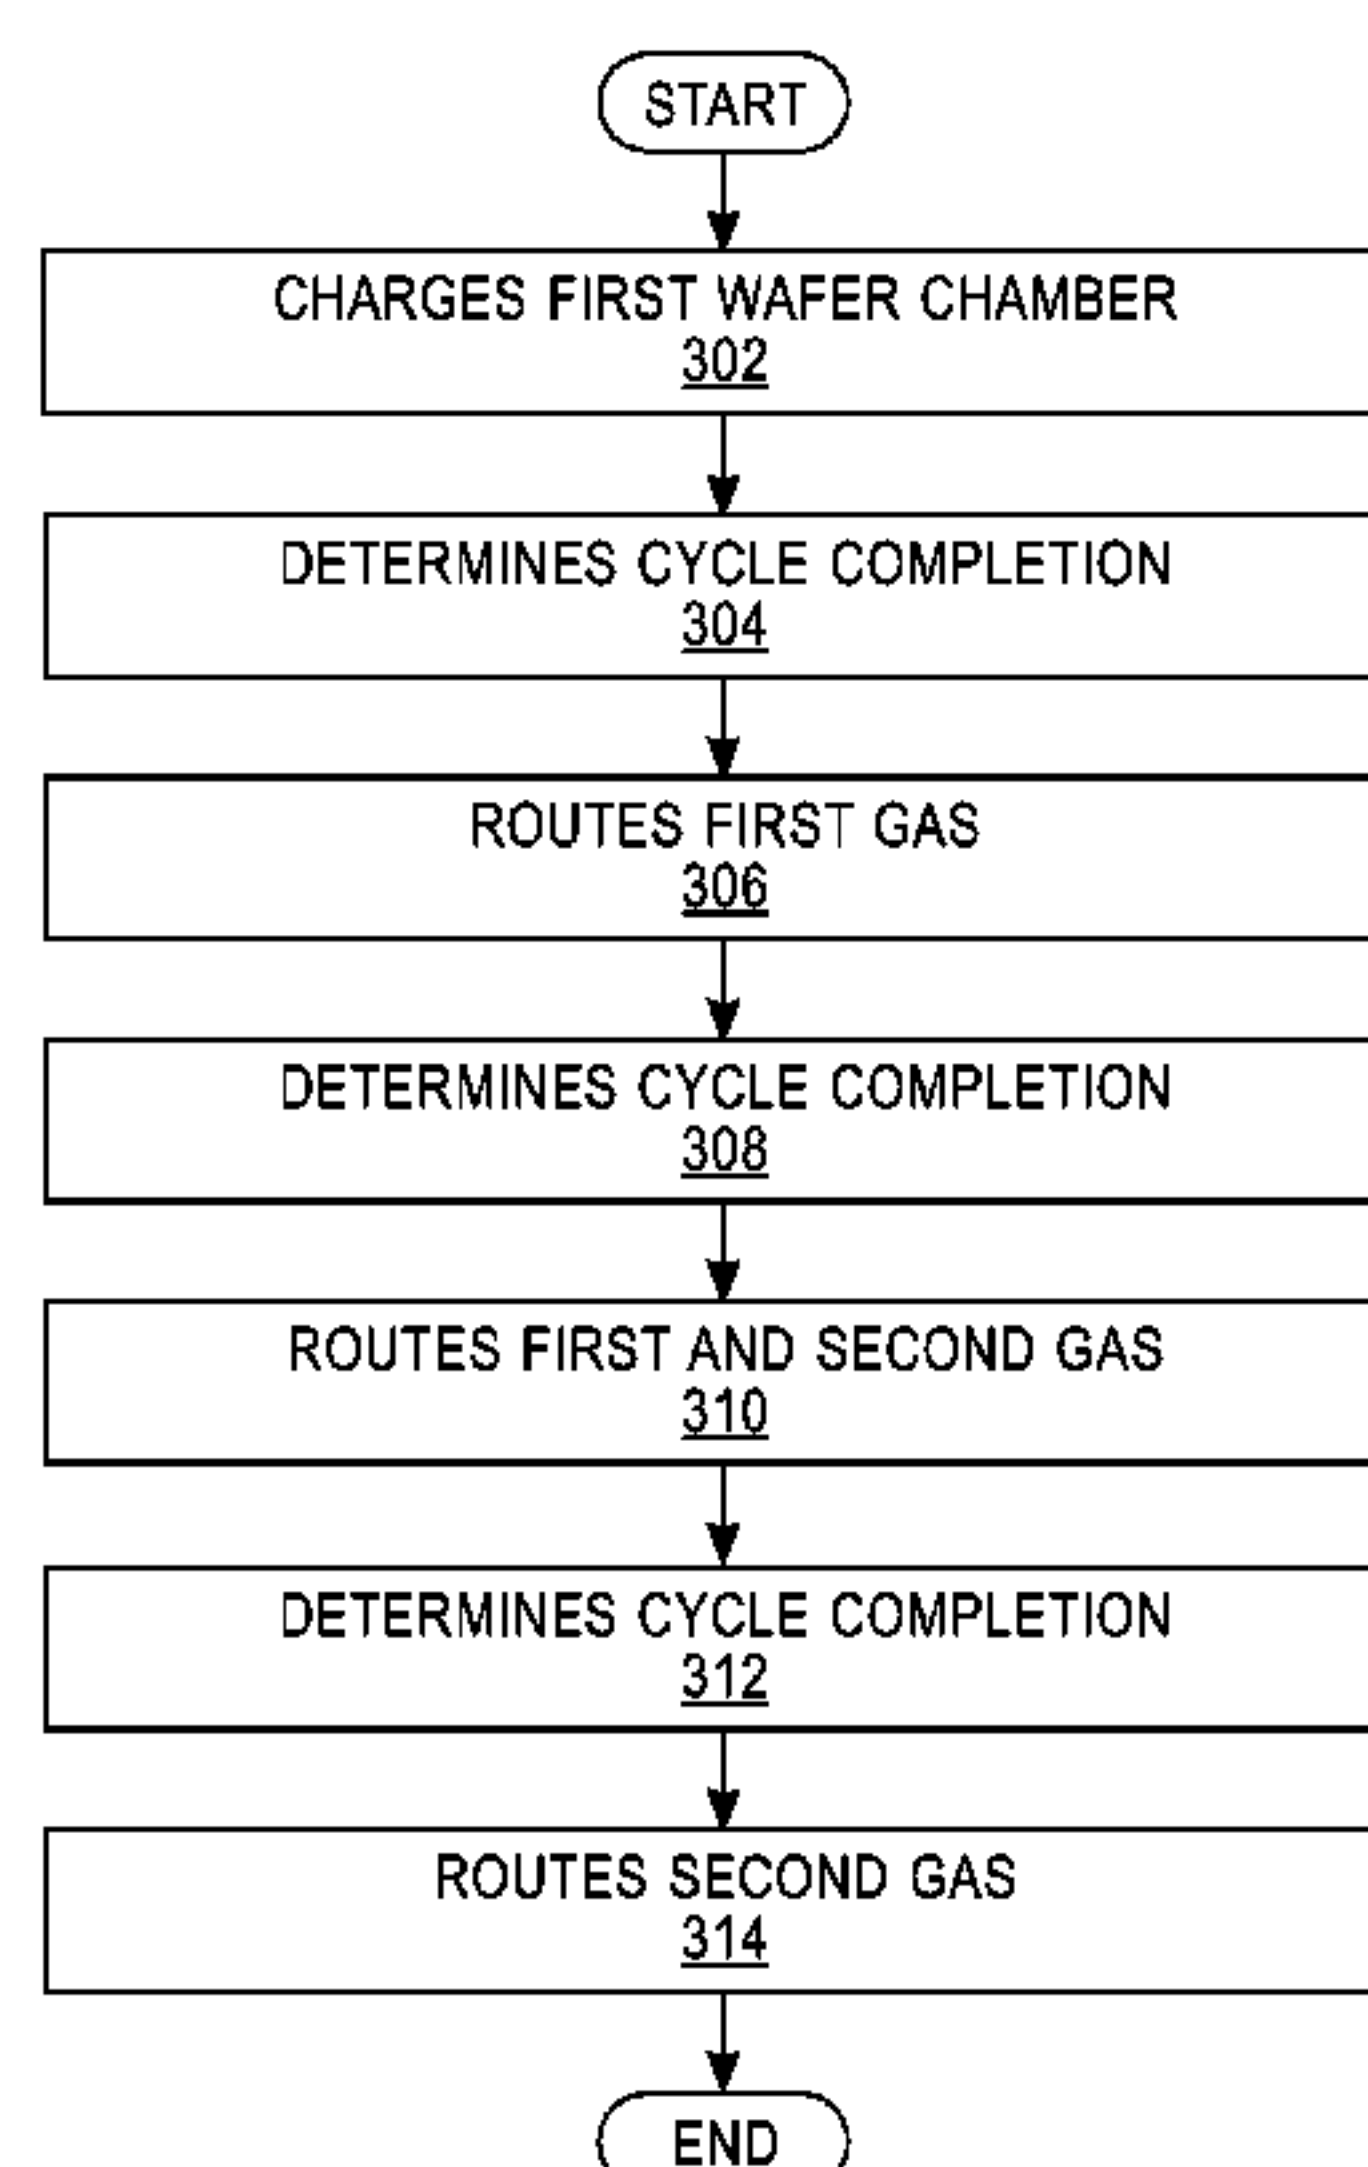 START
CHARGES FIRST WAFER CHAMBER
302
DETERMINES CYCLE COMPLETION
304
ROUTES FIRST GAS
306
DETERMINES CYCLE COMPLETION
308
ROUTES FIRST AND SECOND GAS
310
DETERMINES CYCLE COMPLETION
312
ROUTES SECOND GAS
314
END